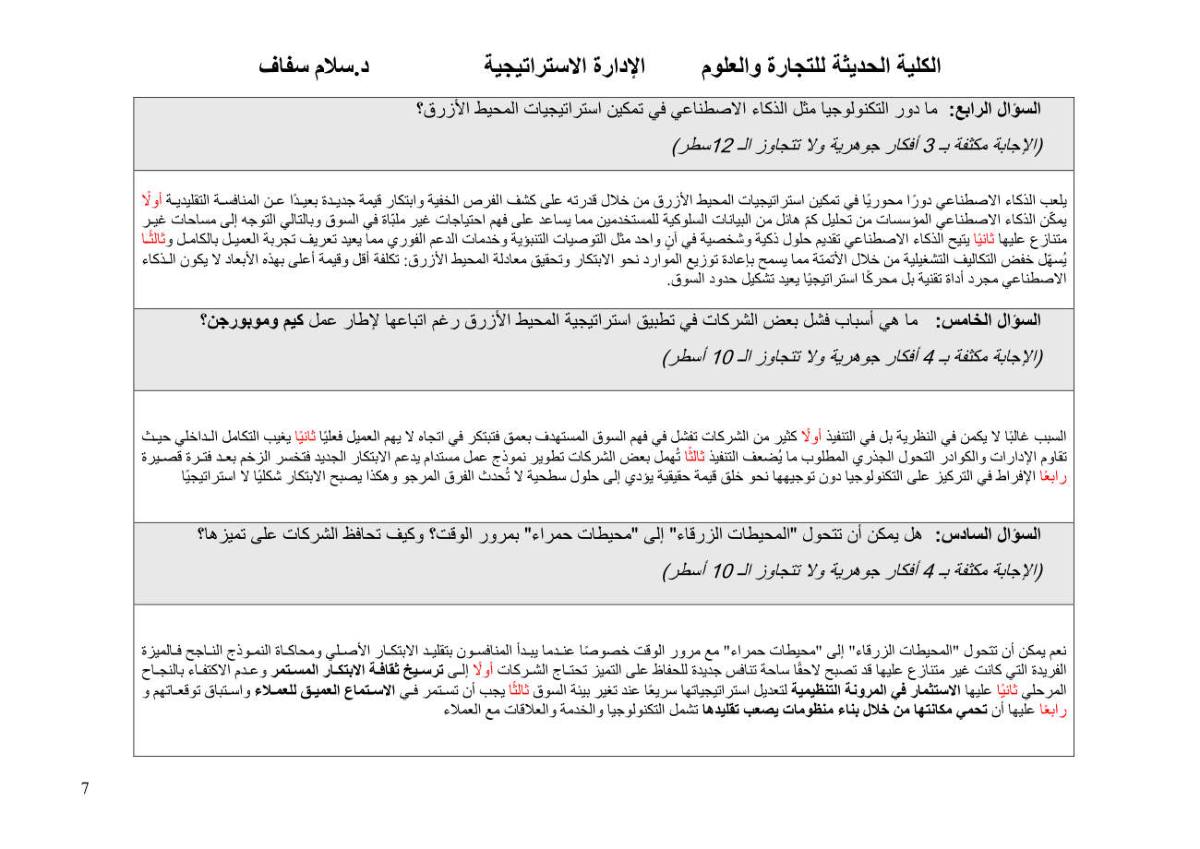 الكلية الحديثة للتجارة والعلوم الإدارة الاستراتيجية د.سلام سفاف
السؤال الرابع: ما دور التكنولوجيا مثل الذكاء الاصطناعي في تمكين استراتيجيات المحيط الأزرق؟
(الإجابة مكثفة بـ 3 أفكار جوهرية ولا تتجاوز الـ 12سطر)
يلعب الذكاء الاصطناعي دورًا محوريًا في تمكين استراتيجيات المحيط الأزرق من خلال قدرته على كشف الفرص الخفية وابتكار قيمة جديدة بعيدًا عن المنافسة التقليدية أولًا
يمكّن الذكاء الاصطناعي المؤسسات من تحليل كمّ هائل من البيانات السلوكية للمستخدمين مما يساعد على فهم احتياجات غير ملبّاة في السوق وبالتالي التوجه إلى مساحات غير
متنازع عليها ثانيًا يتيح الذكاء الاصطناعي تقديم حلول ذكية وشخصية في آنٍ واحد مثل التوصيات التنبؤية وخدمات الدعم الفوري مما يعيد تعريف تجربة العميل بالكامل وثالثًا
يُسهّل خفض التكاليف التشغيلية من خلال الأتمتة مما يسمح بإعادة توزيع الموارد نحو الابتكار وتحقيق معادلة المحيط الأزرق: تكلفة أقل وقيمة أعلى بهذه الأبعاد لا يكون الذكاء
الاصطناعي مجرد أداة تقنية بل محركًا استراتيجيًا يعيد تشكيل حدود السوق.
السؤال الخامس: ما هي أسباب فشل بعض الشركات في تطبيق استراتيجية المحيط الأزرق رغم اتباعها لإطار عمل كيم وموبورجن؟
(الإجابة مكثفة بـ 4 أفكار جوهرية ولا تتجاوز الـ 10 أسطر)
السبب غالبًا لا يكمن في النظرية بل في التنفيذ أولًا كثير من الشركات تفشل في فهم السوق المستهدف بعمق فتبتكر في اتجاه لا يهم العميل فعليًا ثانيًا يغيب التكامل الداخلي حيث
تقاوم الإدارات والكوادر التحول الجذري المطلوب ما يُضعف التنفيذ ثالثًا تُهمل بعض الشركات تطوير نموذج عمل مستدام يدعم الابتكار الجديد فتخسر الزخم بعد فترة قصيرة
رابعًا الإفراط في التركيز على التكنولوجيا دون توجيهها نحو خلق قيمة حقيقية يؤدي إلى حلول سطحية لا تُحدث الفرق المرجو وهكذا يصبح الابتكار شكليًا لا استراتيجيًا
السؤال السادس: هل يمكن أن تتحول "المحيطات الزرقاء" إلى "محيطات حمراء" بمرور الوقت؟ وكيف تحافظ الشركات على تميزها؟
(الإجابة مكثفة بـ 4 أفكار جوهرية ولا تتجاوز الـ 10 أسطر)
نعم يمكن أن تتحول "المحيطات الزرقاء" إلى "محيطات حمراء" مع مرور الوقت خصوصًا عندما يبدأ المنافسون بتقليد الابتكار الأصلي ومحاكاة النموذج الناجح فالميزة
الفريدة التي كانت غير متنازع عليها قد تصبح لاحقًا ساحة تنافس جديدة للحفاظ على التميز تحتاج الشركات أولًا إلى ترسيخ ثقافة الابتكار المستمر وعدم الاكتفاء بالنجاح
المرحلي ثانيًا عليها الاستثمار في المرونة التنظيمية لتعديل استراتيجياتها سريعًا عند تغير بيئة السوق ثالثًا يجب أن تستمر في الاستماع العميق للعملاء واستباق توقعاتهم و
رابعًا عليها أن تحمي مكانتها من خلال بناء منظومات يصعب تقليدها تشمل التكنولوجيا والخدمة والعلاقات مع العملاء
7